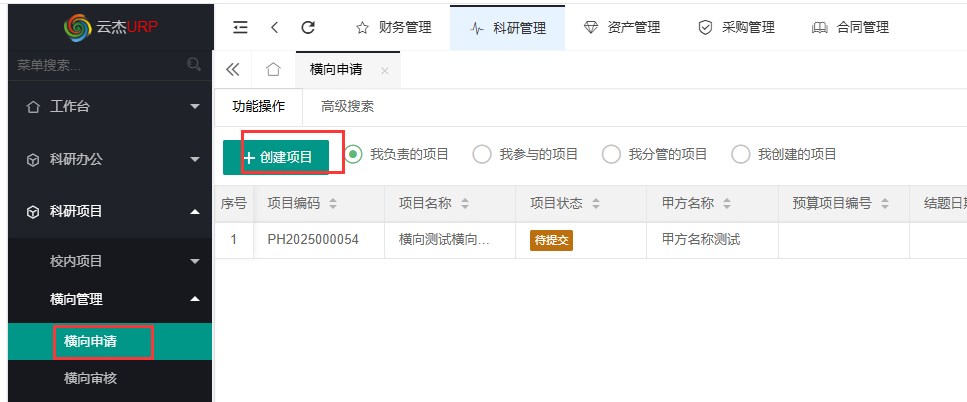 云杰URP
财务管理 科研管理 资产管理 采购管理 合同管理
菜单搜索...
横向申请
工作台
功能操作 高级搜索
科研办公
创建项目 我负责的项目 我参与的项目 我分管的项目 我创建的项目
科研项目
序号 项目编码 项目名称 项目状态 甲方名称 预算项目编号 结题日期
1 PH2025000054 横向测试横向... 待提交 甲方名称测试
校内项目
横向管理
横向申请
横向审核